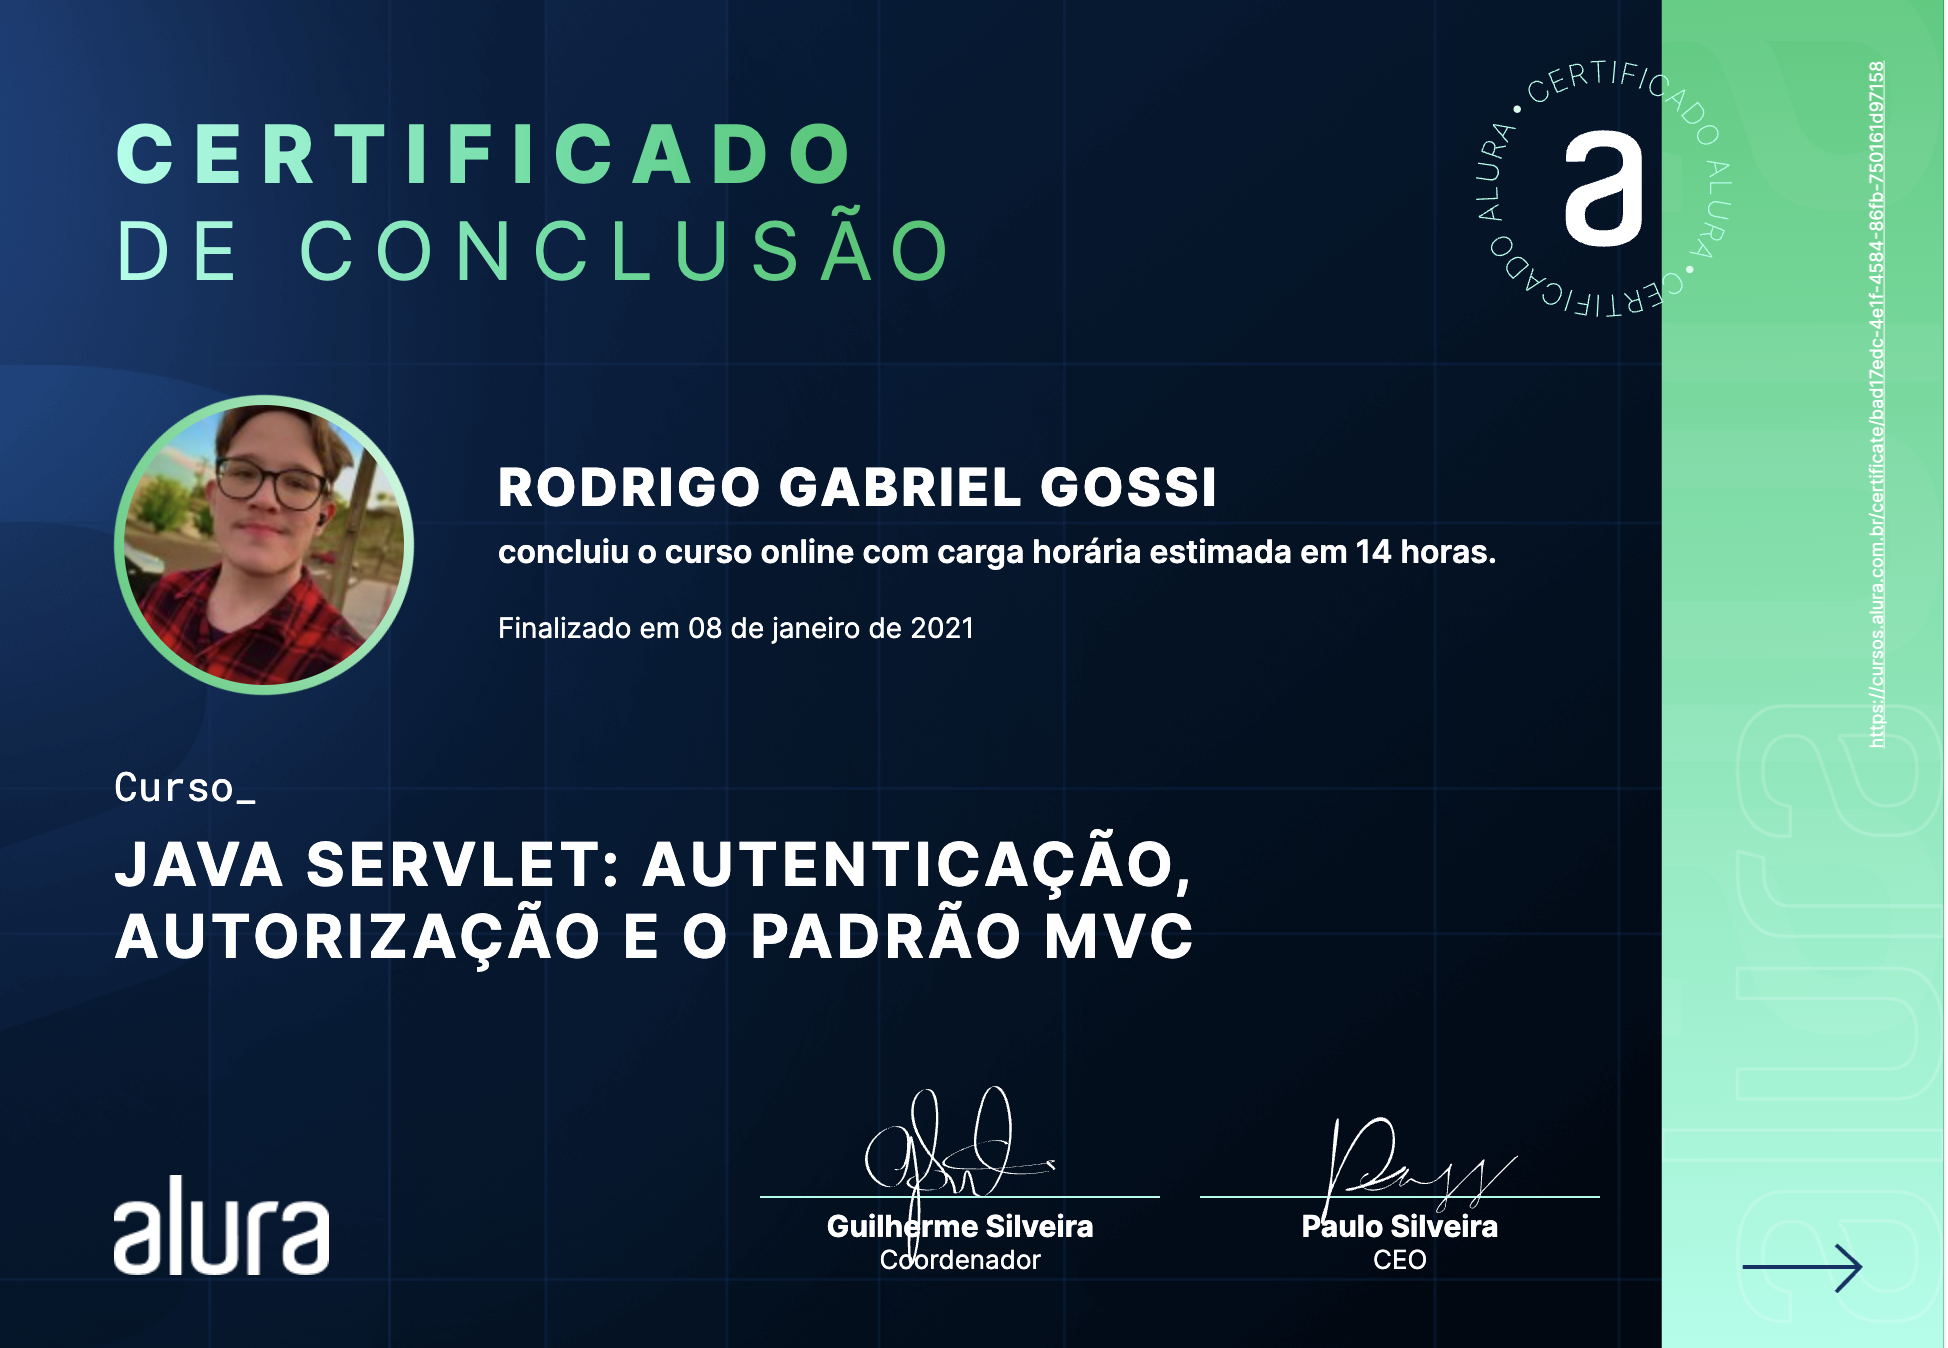 CERTIFICADO
DE CONCLUSÃO
CERTIFICADO ALURA • CERTIFICADO ALURA •
a
https://cursos.alura.com.br/certificate/bad17edc-4e1f-4584-86fb-750161d97158
RODRIGO GABRIEL GOSSI
concluiu o curso online com carga horária estimada em 14 horas.
Finalizado em 08 de janeiro de 2021
Curso_
JAVA SERVLET: AUTENTICAÇÃO,
AUTORIZAÇÃO E O PADRÃO MVC
alura
Guilherme Silveira
Coordenador
Paulo Silveira
CEO
alura